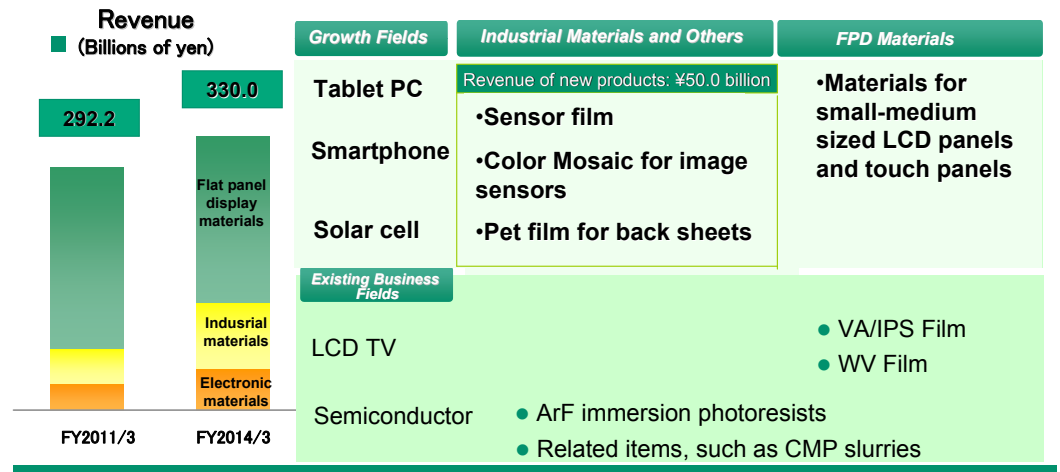 Revenue
(Billions of yen)
292.2
330.0
Flat panel
display
materials
Indusrial
materials
Electronic
materials
FY2011/3
FY2014/3
Growth Fields
Industrial Materials and Others
FPD Materials
Tablet PC
Smartphone
Solar cell
Revenue of new products: ¥50.0 billion
•Sensor film
•Color Mosaic for image
sensors
•Pet film for back sheets
•Materials for
small-medium
sized LCD panels
and touch panels
Existing Business
Fields
LCD TV
● VA/IPS Film
● WV Film
Semiconductor
● ArF immersion photoresists
● Related items, such as CMP slurries